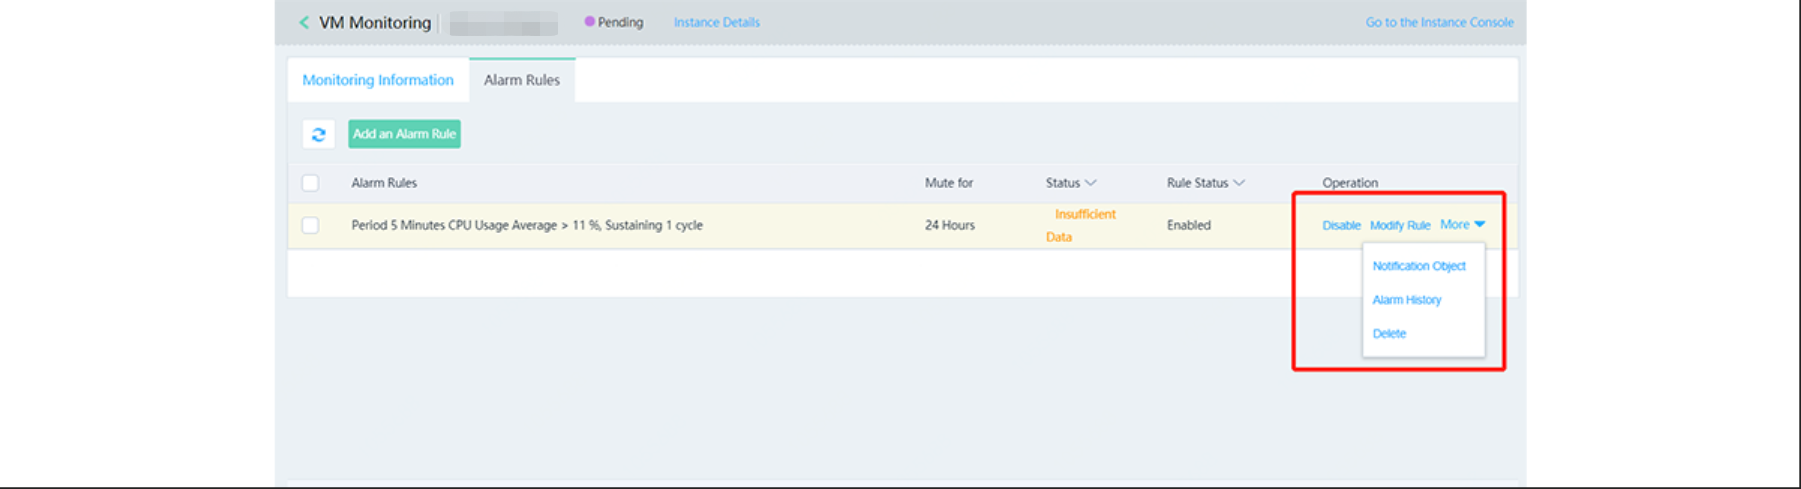 VM Monitoring Pending Instance Details Go to the Instance Console
Monitoring Information Alarm Rules
Add an Alarm Rule
Alarm Rules Mute for Status Rule Status Operation
Period 5 Minutes CPU Usage Average > 11 %, Sustaining 1 cycle 24 Hours Insufficient Data Enabled Disable Modify Rule More
Notification Object
Alarm History
Delete